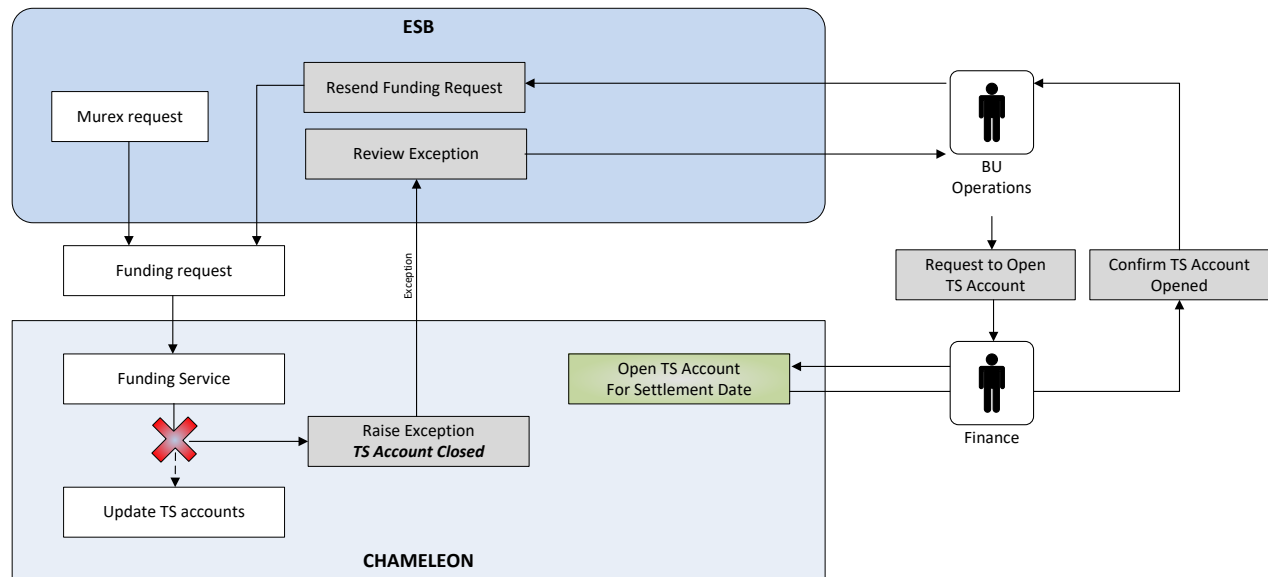 ESB
Resend Funding Request
Murex request
Review Exception
BU
Operations
Funding request
Exception
Request to Open
TS Account
Confirm TS Account
Opened
Funding Service
Open TS Account
For Settlement Date
Raise Exception
TS Account Closed
Finance
Update TS accounts
CHAMELEON